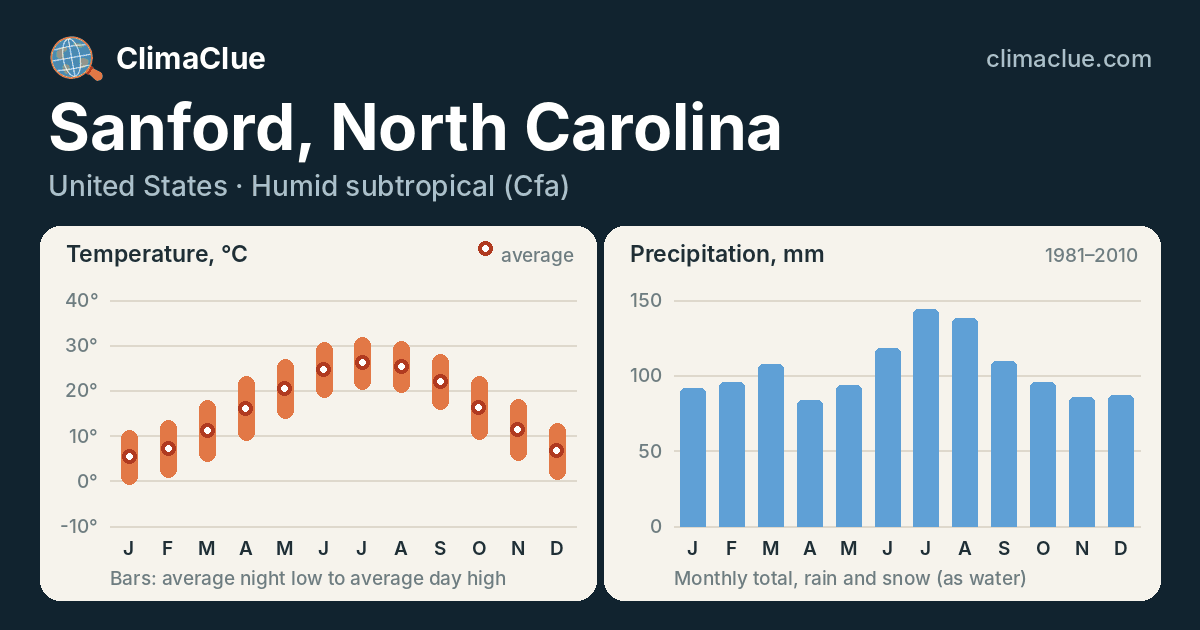 ClimaClue
climaclue.com
Sanford, North Carolina
United States · Humid subtropical (Cfa)
Temperature, °C
average
40°
30°
20°
10°
0°
-10°
J F M A M J J A S O N D
Bars: average night low to average day high
Precipitation, mm
1981–2010
150
100
50
0
J F M A M J J A S O N D
Monthly total, rain and snow (as water)